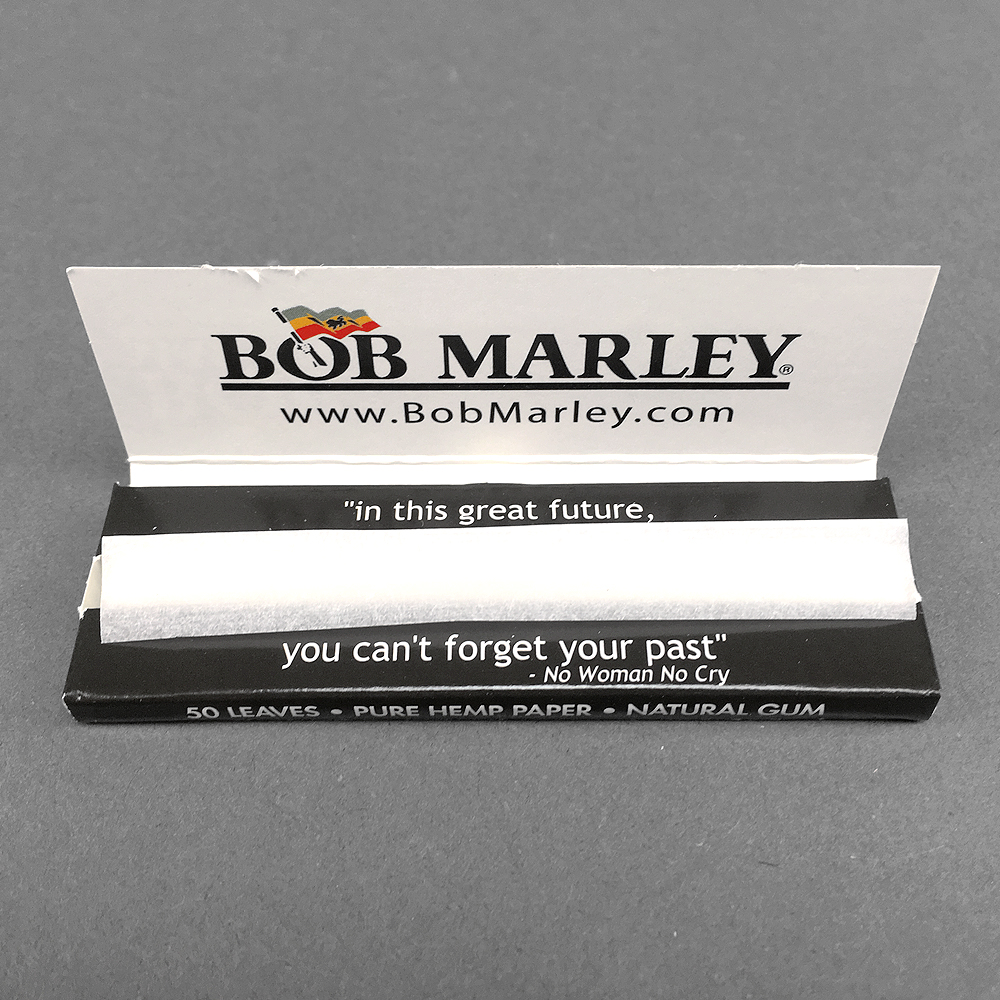 BOB MARLEY®
www.BobMarley.com
"in this great future,
you can't forget your past"
- No Woman No Cry
50 LEAVES • PURE HEMP PAPER • NATURAL GUM